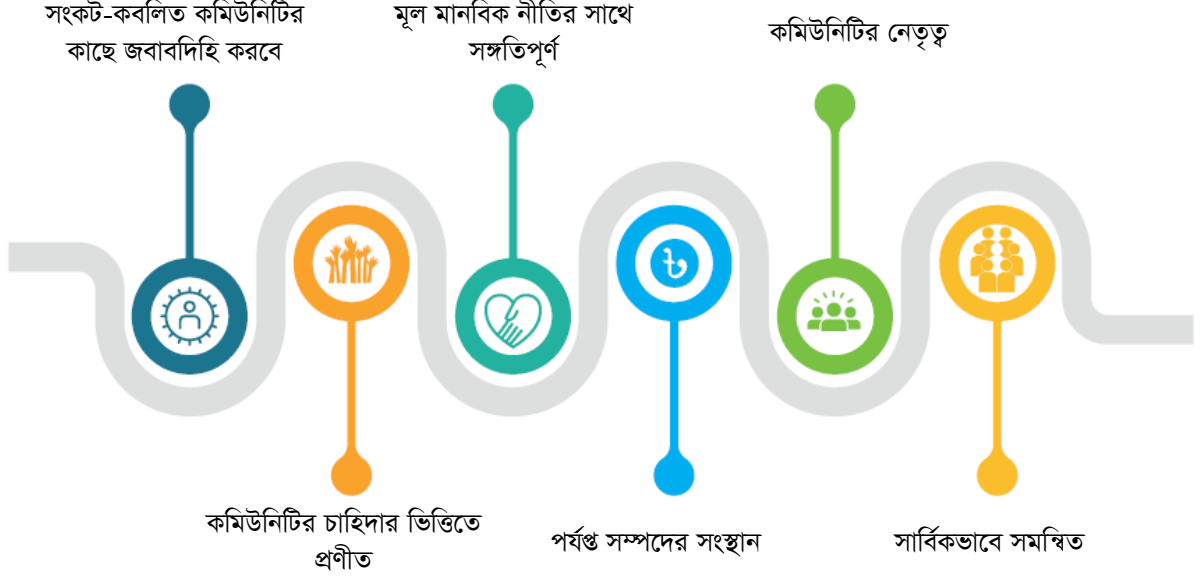 সংকট-কবলিত কমিউনিটির
কাছে জবাবদিহি করবে
মূল মানবিক নীতির সাথে
সঙ্গতিপূর্ণ
কমিউনিটির নেতৃত্ব
৳
কমিউনিটির চাহিদার ভিত্তিতে
প্রণীত
পর্যপ্ত সম্পদের সংস্থান
সার্বিকভাবে সমন্বিত